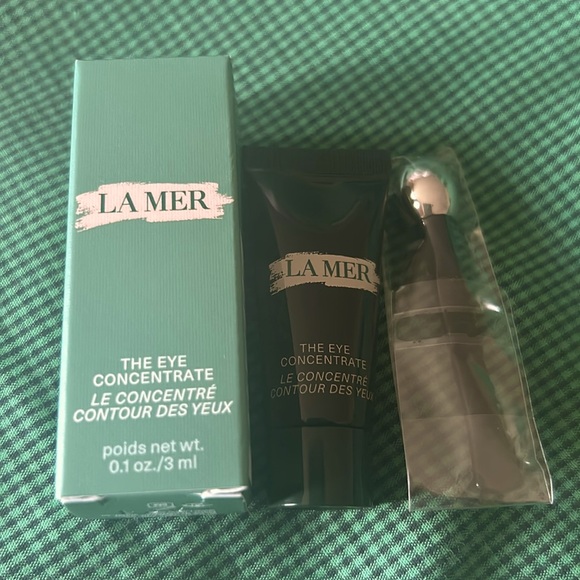 LA MER
THE EYE
CONCENTRATE
LE CONCENTRÉ
CONTOUR DES YEUX
poids net wt.
0.1 oz./3 ml
LA MER
THE EYE
CONCENTRATE
LE CONCENTRÉ
CONTOUR DES YEUX